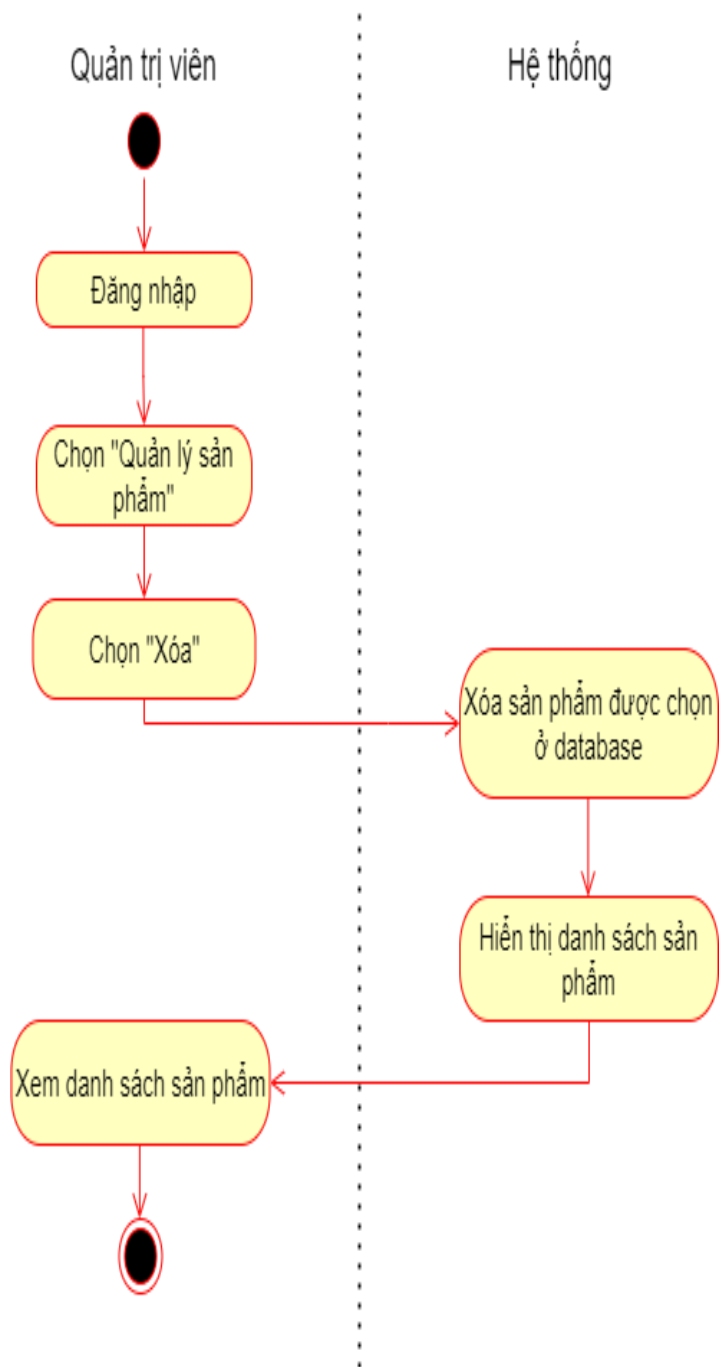 Quản trị viên
Hệ thống
Đăng nhập
Chọn "Quản lý sản
phẩm"
Chọn "Xóa"
Xóa sản phẩm được chọn
ở database
Hiển thị danh sách sản
phẩm
Xem danh sách sản phẩm